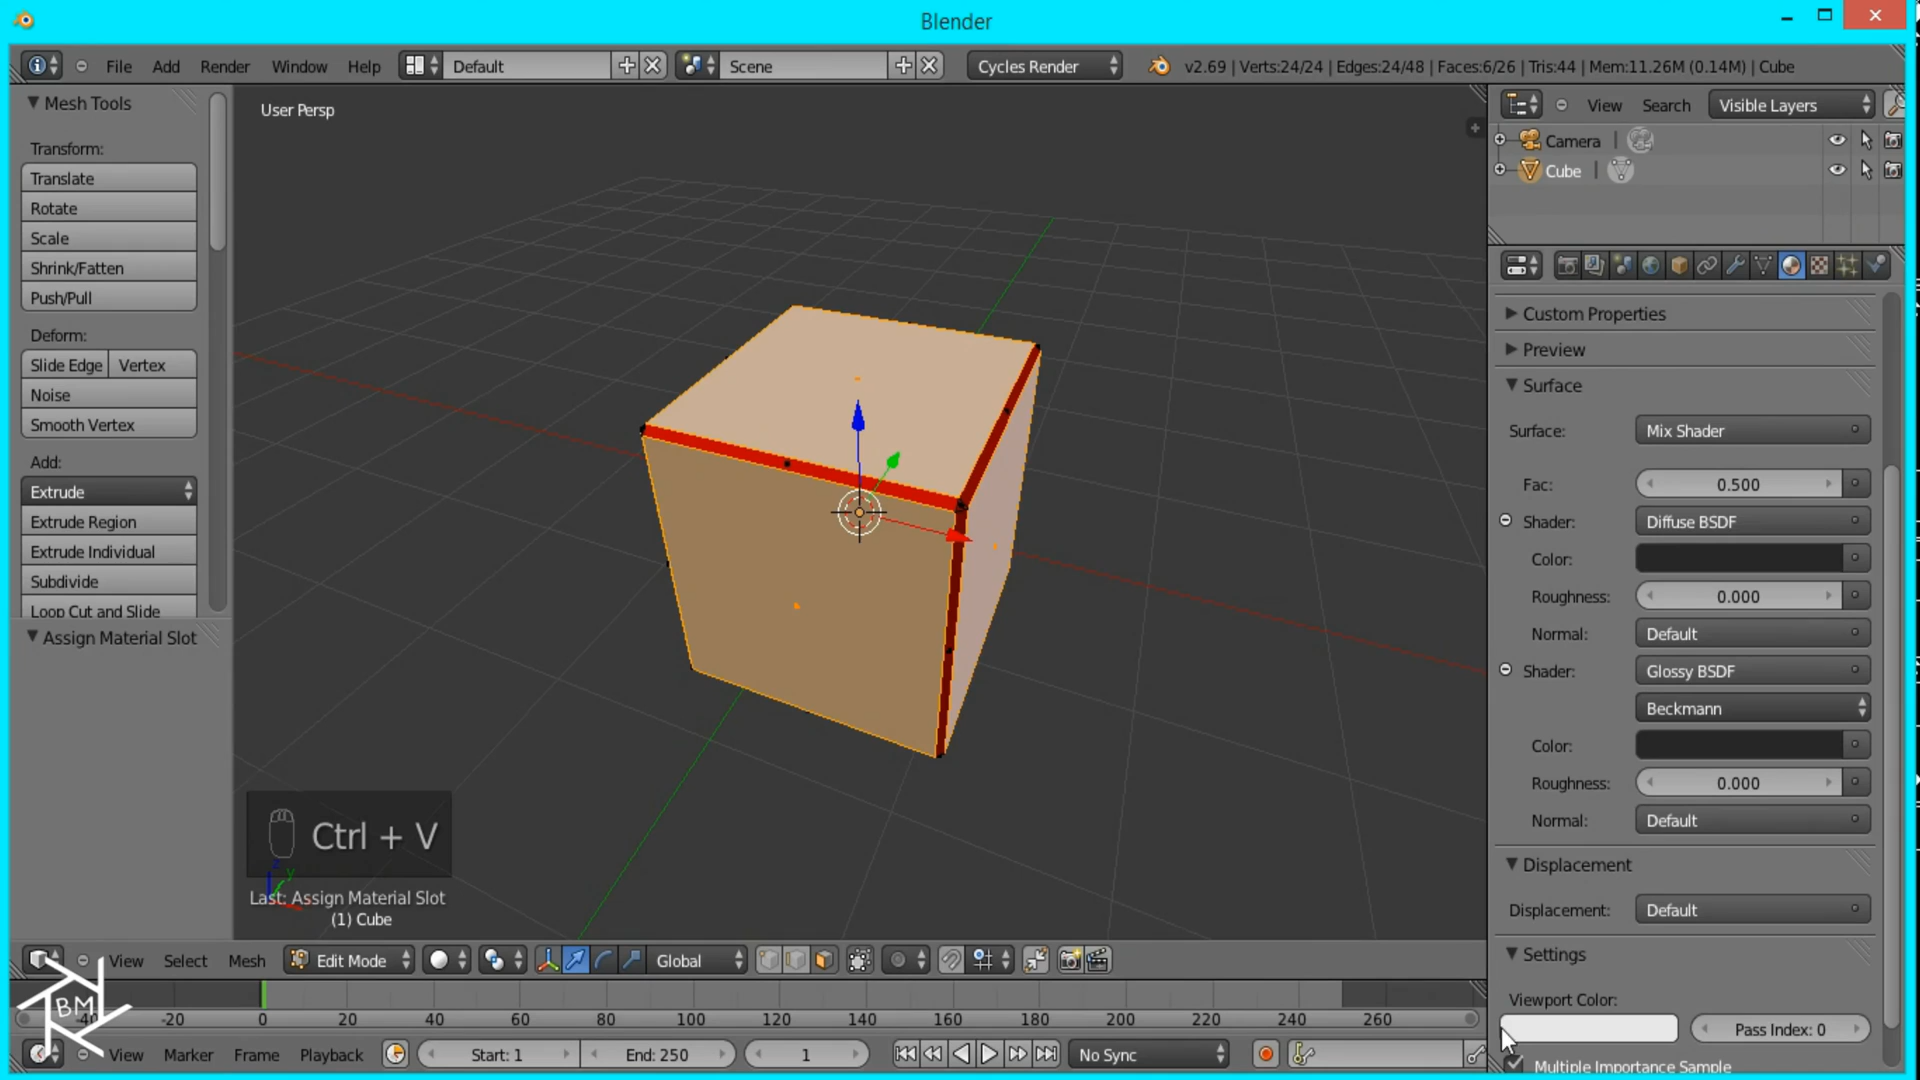 Blender
File Add Render Window Help Default Scene Cycles Render v2.69 | Verts:24/24 | Edges:24/48 | Faces:6/26 | Tris:44 | Mem:11.26M (0.14M) | Cube
Mesh Tools
Transform:
Translate
Rotate
Scale
Shrink/Fatten
Push/Pull
Deform:
Slide Edge Vertex
Noise
Smooth Vertex
Add:
Extrude
Extrude Region
Extrude Individual
Subdivide
Loop Cut and Slide
Assign Material Slot
User Persp
Ctrl + V
z
y
Last: Assign Material Slot
(1) Cube
View Search Visible Layers
Camera
Cube
Custom Properties
Preview
Surface
Surface: Mix Shader
Fac: 0.500
Shader: Diffuse BSDF
Color:
Roughness: 0.000
Normal: Default
Shader: Glossy BSDF
Beckmann
Color:
Roughness: 0.000
Normal: Default
Displacement
Displacement: Default
Settings
Viewport Color:
Pass Index: 0
Multiple Importance Sample
View Select Mesh Edit Mode Global
BM
-40 -20 0 20 40 60 80 100 120 140 160 180 200 220 240 260
View Marker Frame Playback Start: 1 End: 250 1 No Sync